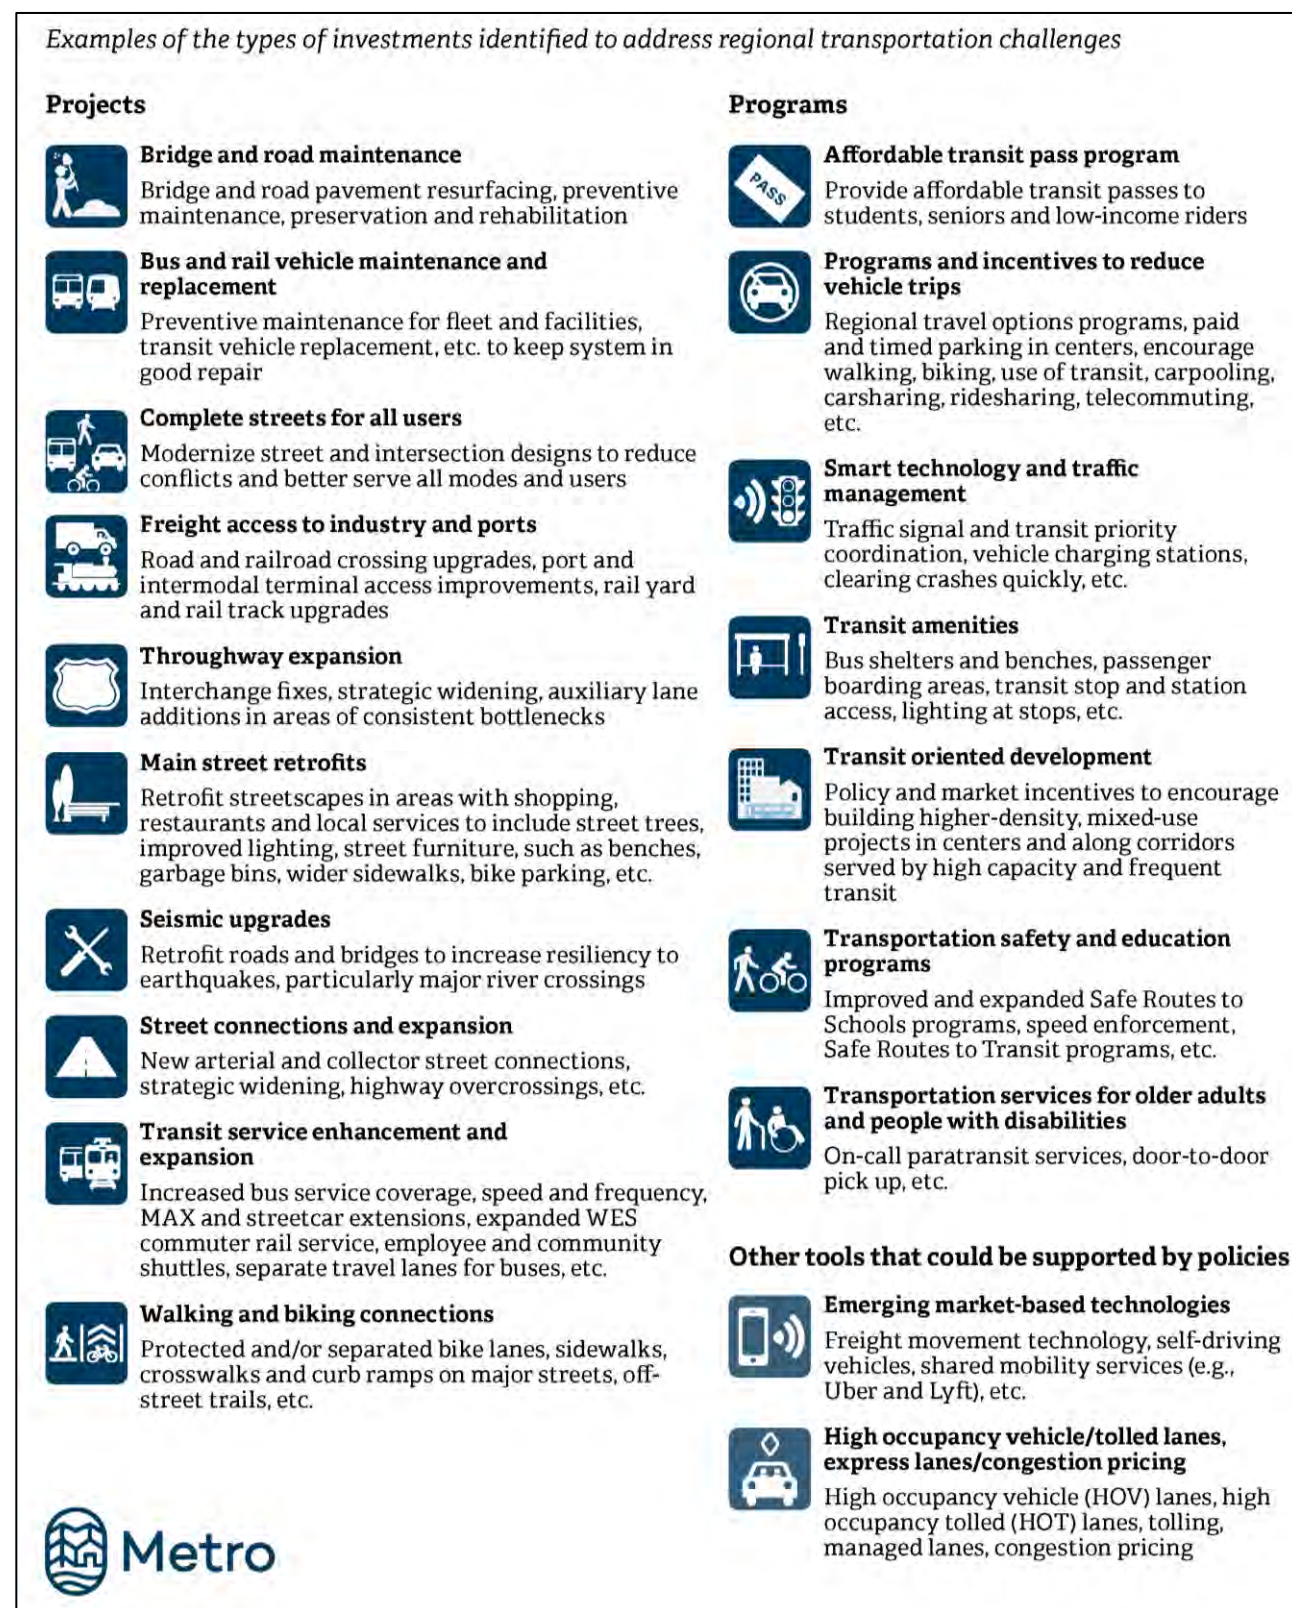 Examples of the types of investments identified to address regional transportation challenges
Projects
Bridge and road maintenance
Bridge and road pavement resurfacing, preventive
maintenance, preservation and rehabilitation
Bus and rail vehicle maintenance and
replacement
Preventive maintenance for fleet and facilities,
transit vehicle replacement, etc. to keep system in
good repair
Complete streets for all users
Modernize street and intersection designs to reduce
conflicts and better serve all modes and users
Freight access to industry and ports
Road and railroad crossing upgrades, port and
intermodal terminal access improvements, rail yard
and rail track upgrades
Throughway expansion
Interchange fixes, strategic widening, auxiliary lane
additions in areas of consistent bottlenecks
Main street retrofits
Retrofit streetscapes in areas with shopping,
restaurants and local services to include street trees,
improved lighting, street furniture, such as benches,
garbage bins, wider sidewalks, bike parking, etc.
Seismic upgrades
Retrofit roads and bridges to increase resiliency to
earthquakes, particularly major river crossings
Street connections and expansion
New arterial and collector street connections,
strategic widening, highway overcrossings, etc.
Transit service enhancement and
expansion
Increased bus service coverage, speed and frequency,
MAX and streetcar extensions, expanded WES
commuter rail service, employee and community
shuttles, separate travel lanes for buses, etc.
Walking and biking connections
Protected and/or separated bike lanes, sidewalks,
crosswalks and curb ramps on major streets, off-
street trails, etc.
Metro
Programs
PASS
Affordable transit pass program
Provide affordable transit passes to
students, seniors and low-income riders
Programs and incentives to reduce
vehicle trips
Regional travel options programs, paid
and timed parking in centers, encourage
walking, biking, use of transit, carpooling,
carsharing, ridesharing, telecommuting,
etc.
Smart technology and traffic
management
Traffic signal and transit priority
coordination, vehicle charging stations,
clearing crashes quickly, etc.
Transit amenities
Bus shelters and benches, passenger
boarding areas, transit stop and station
access, lighting at stops, etc.
Transit oriented development
Policy and market incentives to encourage
building higher-density, mixed-use
projects in centers and along corridors
served by high capacity and frequent
transit
Transportation safety and education
programs
Improved and expanded Safe Routes to
Schools programs, speed enforcement,
Safe Routes to Transit programs, etc.
Transportation services for older adults
and people with disabilities
On-call paratransit services, door-to-door
pick up, etc.
Other tools that could be supported by policies
Emerging market-based technologies
Freight movement technology, self-driving
vehicles, shared mobility services (e.g.,
Uber and Lyft), etc.
High occupancy vehicle/tolled lanes,
express lanes/congestion pricing
High occupancy vehicle (HOV) lanes, high
occupancy tolled (HOT) lanes, tolling,
managed lanes, congestion pricing